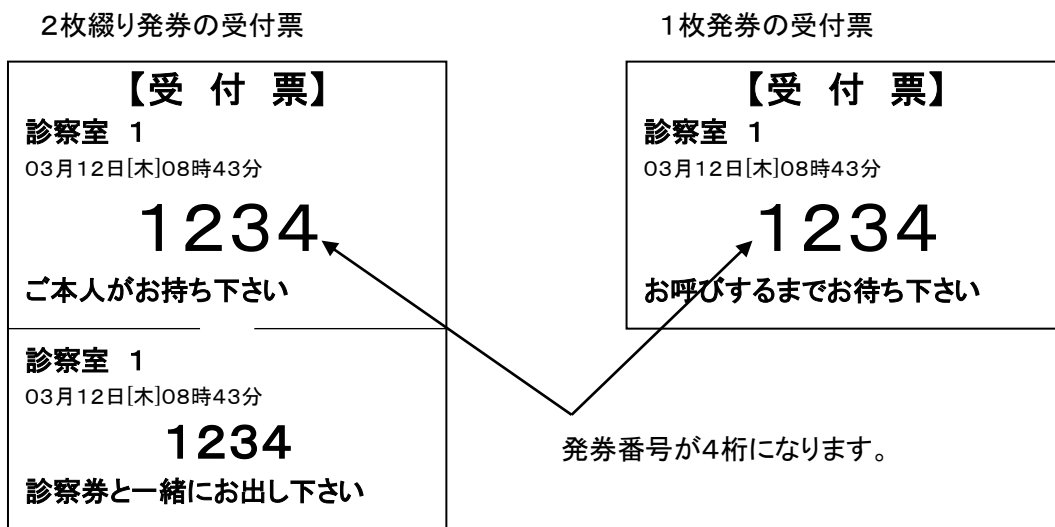 ２枚綴り発券の受付票
【受　付　票】
診察室　１
０３月１２日[木]０８時４３分
１２３４
ご本人がお持ち下さい
診察室　１
０３月１２日[木]０８時４３分
１２３４
診察券と一緒にお出し下さい
１枚発券の受付票
【受　付　票】
診察室　１
０３月１２日[木]０８時４３分
１２３４
お呼びするまでお待ち下さい
発券番号が４桁になります。